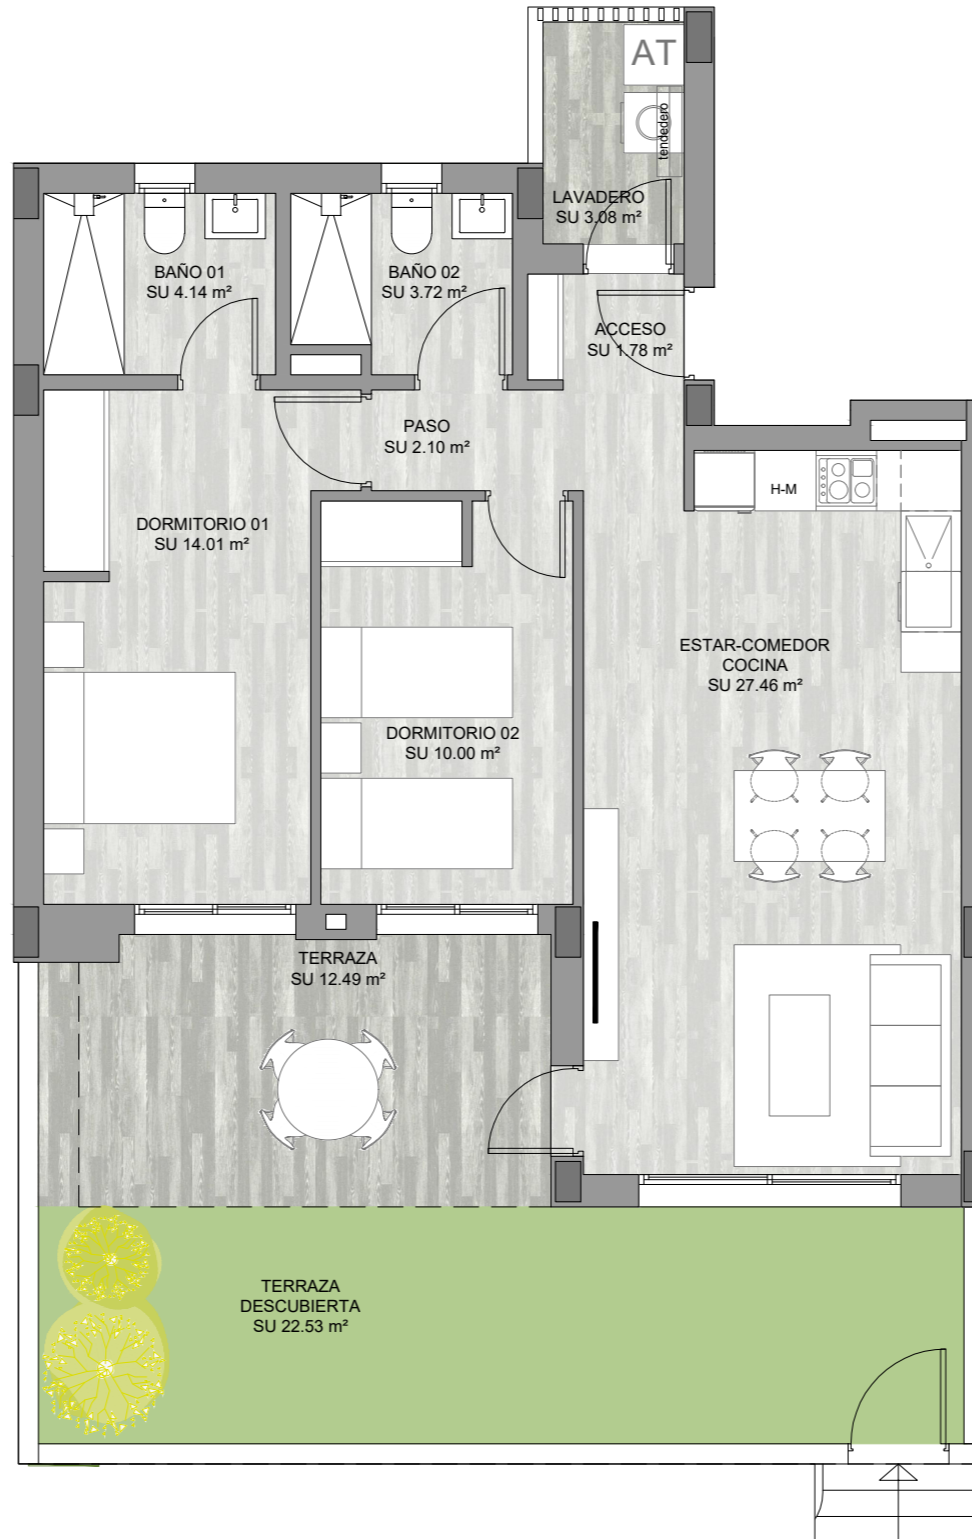 AT
tendedero
LAVADERO
SU 3.08 m²
BAÑO 01
SU 4.14 m²
BAÑO 02
SU 3.72 m²
ACCESO
SU 1.78 m²
PASO
SU 2.10 m²
H-M
DORMITORIO 01
SU 14.01 m²
ESTAR-COMEDOR
COCINA
SU 27.46 m²
DORMITORIO 02
SU 10.00 m²
TERRAZA
SU 12.49 m²
TERRAZA
DESCUBIERTA
SU 22.53 m²